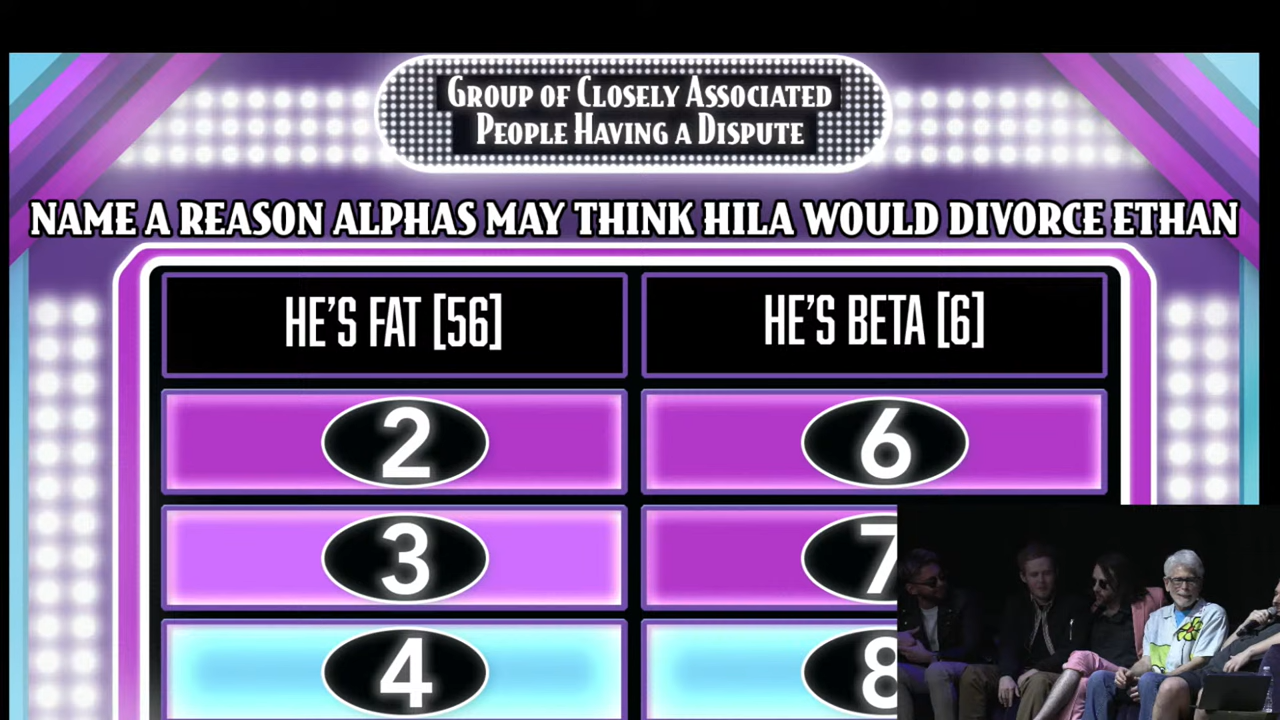 GROUP OF CLOSELY ASSOCIATED
PEOPLE HAVING A DISPUTE
NAME A REASON ALPHAS MAY THINK HILA WOULD DIVORCE ETHAN
HE'S FAT [56]
HE'S BETA [6]
2
6
3
7
4
8